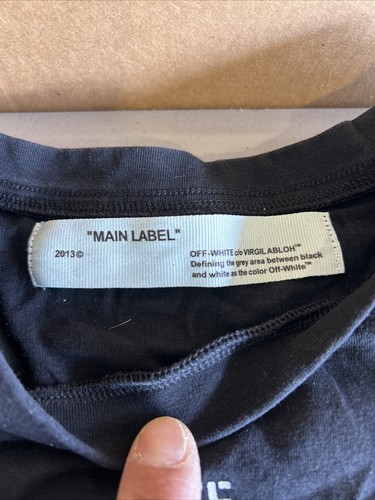 "MAIN LABEL"
2013©
OFF-WHITE c/o VIRGIL ABLOH™
Defining the grey area between black
and white as the color Off-White™